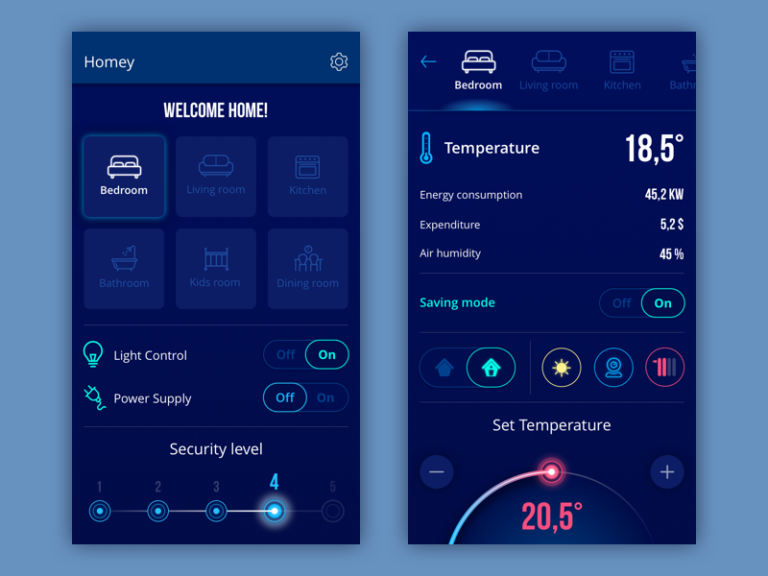 Homey
WELCOME HOME!
Bedroom
Living room
Kitchen
Bathroom
Kids room
Dining room
Light Control
Off On
Power Supply
Off On
Security level
1 2 3 4 5
Bedroom
Living room
Kitchen
Bathr
Temperature
18,5°
Energy consumption
45,2 KW
Expenditure
5,2 $
Air humidity
45 %
Saving mode
Off On
Set Temperature
− +
20,5°